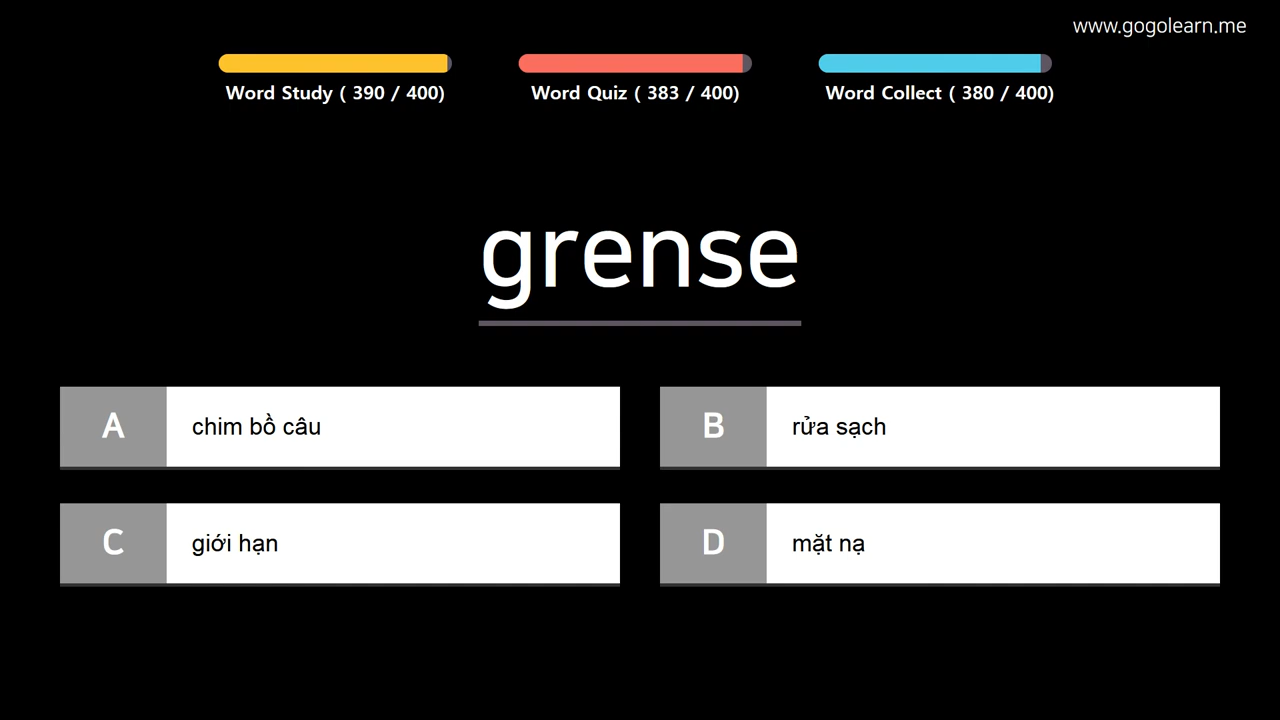 www.gogolearn.me
Word Study ( 390 / 400)
Word Quiz ( 383 / 400)
Word Collect ( 380 / 400)
grense
A chim bồ câu
B rửa sạch
C giới hạn
D mặt nạ